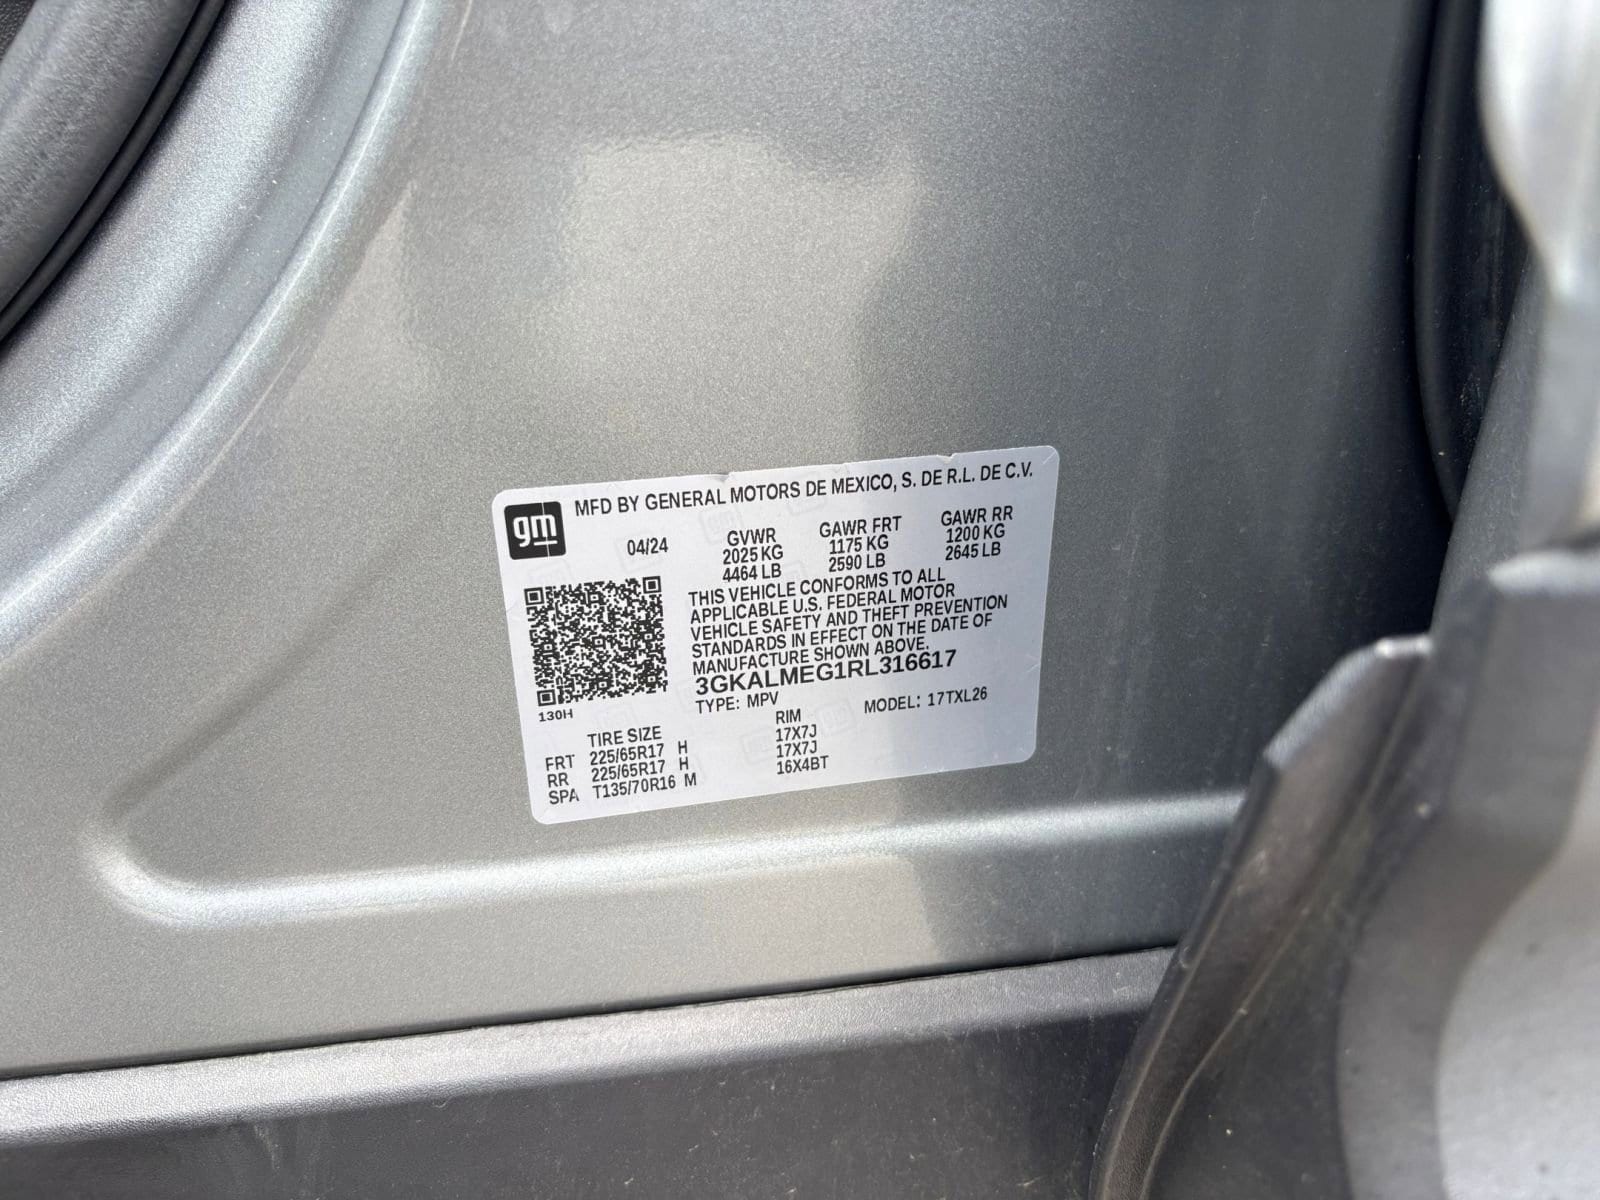 gm
MFD BY GENERAL MOTORS DE MEXICO, S. DE R.L. DE C.V.
04/24
GVWR GAWR FRT GAWR RR
2025 KG 1175 KG 1200 KG
4464 LB 2590 LB 2645 LB
THIS VEHICLE CONFORMS TO ALL
APPLICABLE U.S. FEDERAL MOTOR
VEHICLE SAFETY AND THEFT PREVENTION
STANDARDS IN EFFECT ON THE DATE OF
MANUFACTURE SHOWN ABOVE.
3GKALMEG1RL316617
TYPE: MPV MODEL: 17TXL26
130H
TIRE SIZE RIM
FRT 225/65R17 H 17X7J
RR 225/65R17 H 17X7J
SPA T135/70R16 M 16X4BT